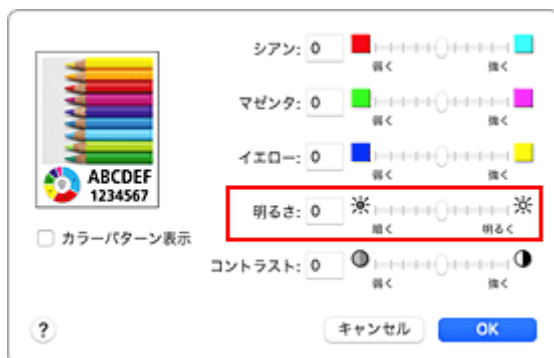 シアン: 0
弱く 強く
マゼンタ: 0
弱く 強く
イエロー: 0
弱く 強く
ABCDEF
1234567
明るさ: 0
暗く 明るく
カラーパターン表示
コントラスト: 0
弱く 強く
? キャンセル OK